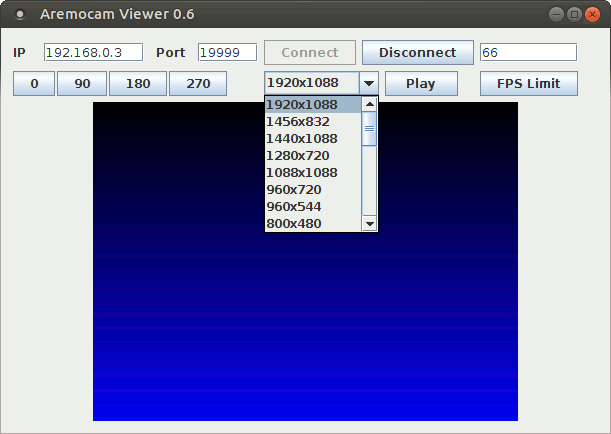 Aremocam Viewer 0.6
IP 192.168.0.3 Port 19999 Connect Disconnect 66
0 90 180 270 1920x1088 Play FPS Limit
1920x1088
1456x832
1440x1088
1280x720
1088x1088
960x720
960x544
800x480